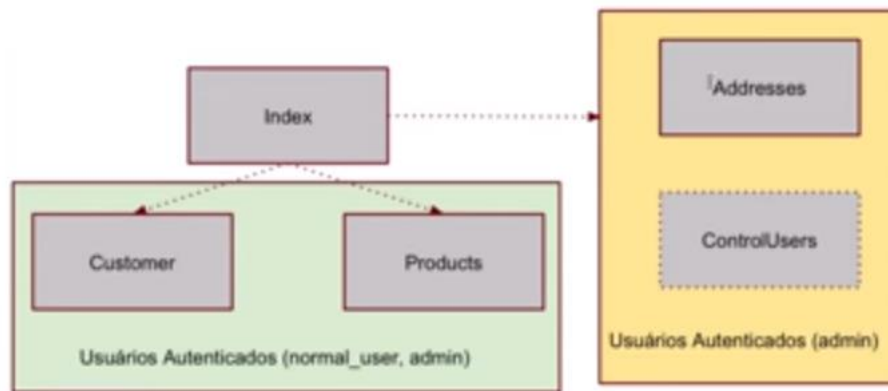 Addresses
Index
ControlUsers
Customer
Products
Usuários Autenticados (admin)
Usuários Autenticados (normal_user, admin)